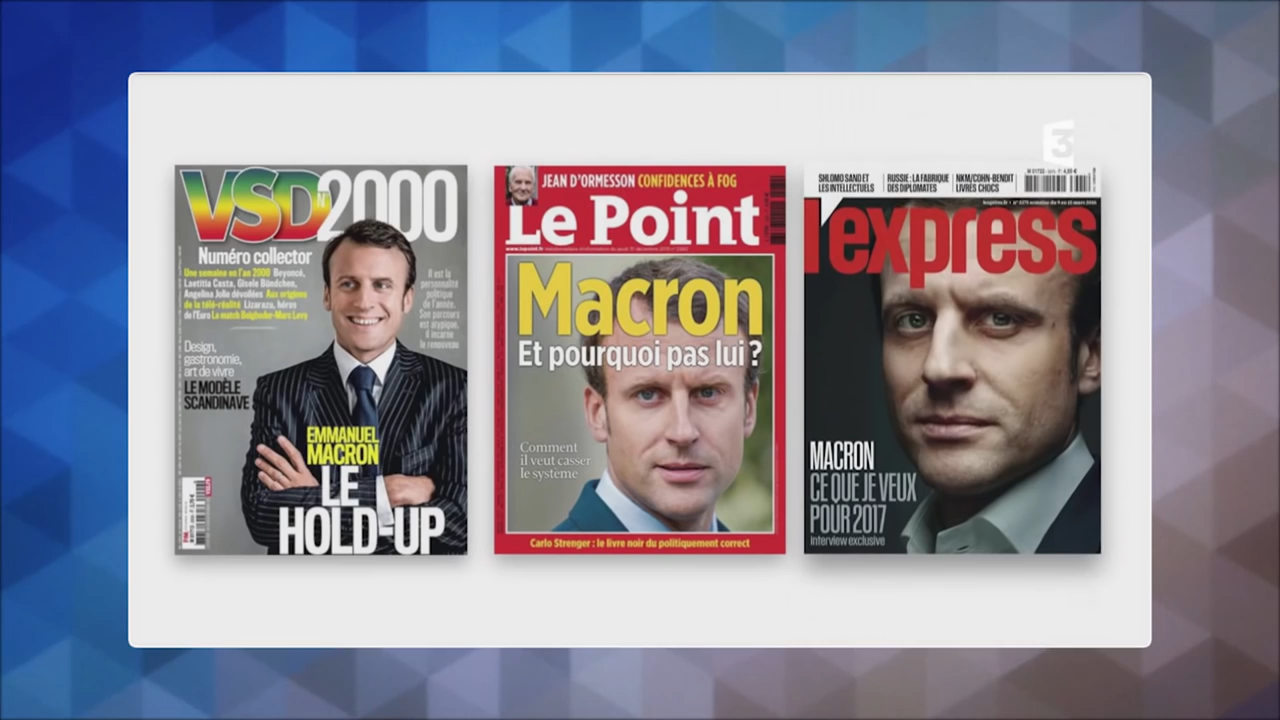 3
VSD N° 2000
Numéro collector
Une semaine en l'an 2000 Beyoncé,
Laetitia Casta, Gisele Bündchen,
Angelina Jolie dévoilées Aux origines
de la télé-réalité Lizarazu, héros
de l'Euro Le match Beigbeder-Marc Levy
Il est la
personnalité
politique
de l'année.
Son parcours
est atypique,
il incarne
le renouveau
Design,
gastronomie,
art de vivre
LE MODÈLE
SCANDINAVE
EMMANUEL
MACRON
LE
HOLD-UP
JEAN D'ORMESSON CONFIDENCES À FOG
Le Point
www.lepoint.fr
Macron
Et pourquoi pas lui ?
Comment
il veut casser
le système
Carlo Strenger : le livre noir du politiquement correct
SHLOMO SAND ET
LES INTELLECTUELS
RUSSIE : LA FABRIQUE
DES DIPLOMATES
NKM/COHN-BENDIT
LIVRES CHOCS
l'express
MACRON
CE QUE JE VEUX
POUR 2017
Interview exclusive